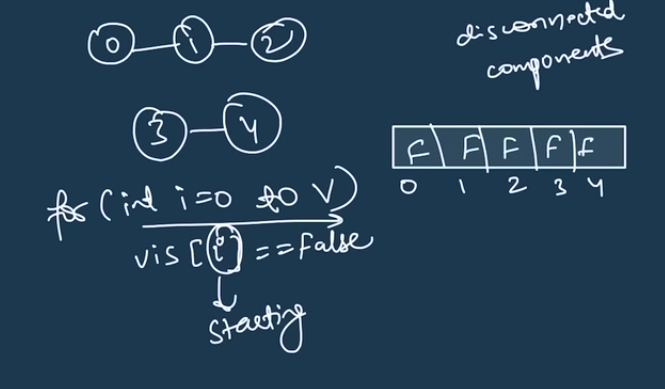 disconnected
components
0 1 2
3 4
F F F F F
0 1 2 3 4
for (int i=0 to V)
vis [i] == False
Starting